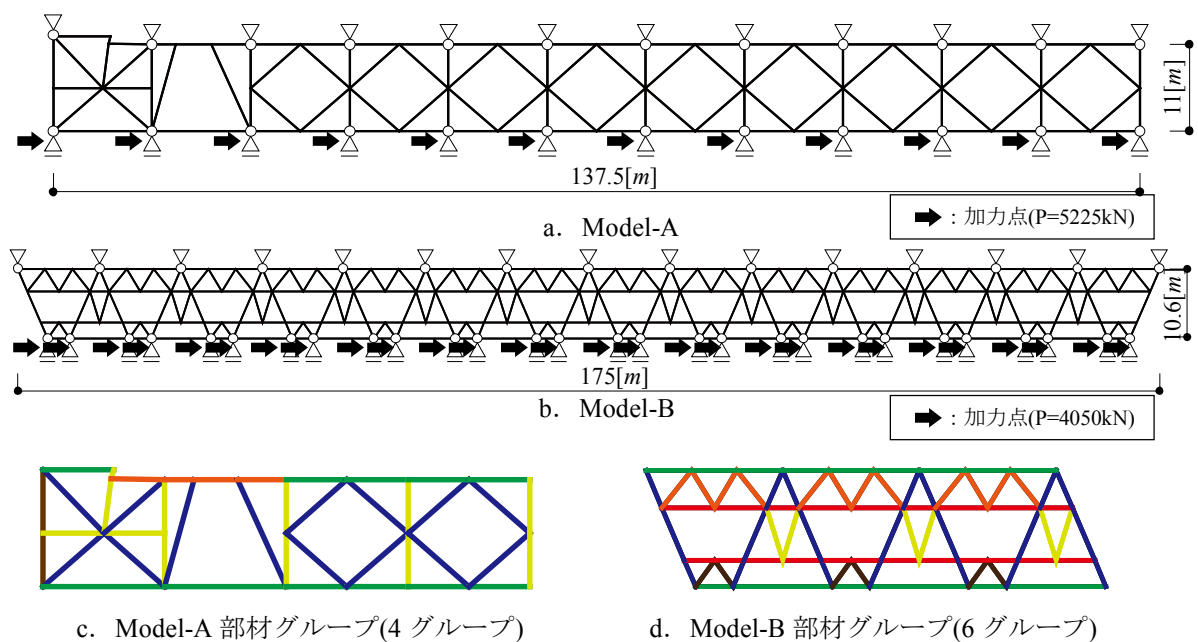 11[m]
137.5[m]
a. Model-A
:加力点(P=5225kN)
10.6[m]
175[m]
b. Model-B
:加力点(P=4050kN)
c. Model-A 部材グループ(4 グループ)
d. Model-B 部材グループ(6 グループ)